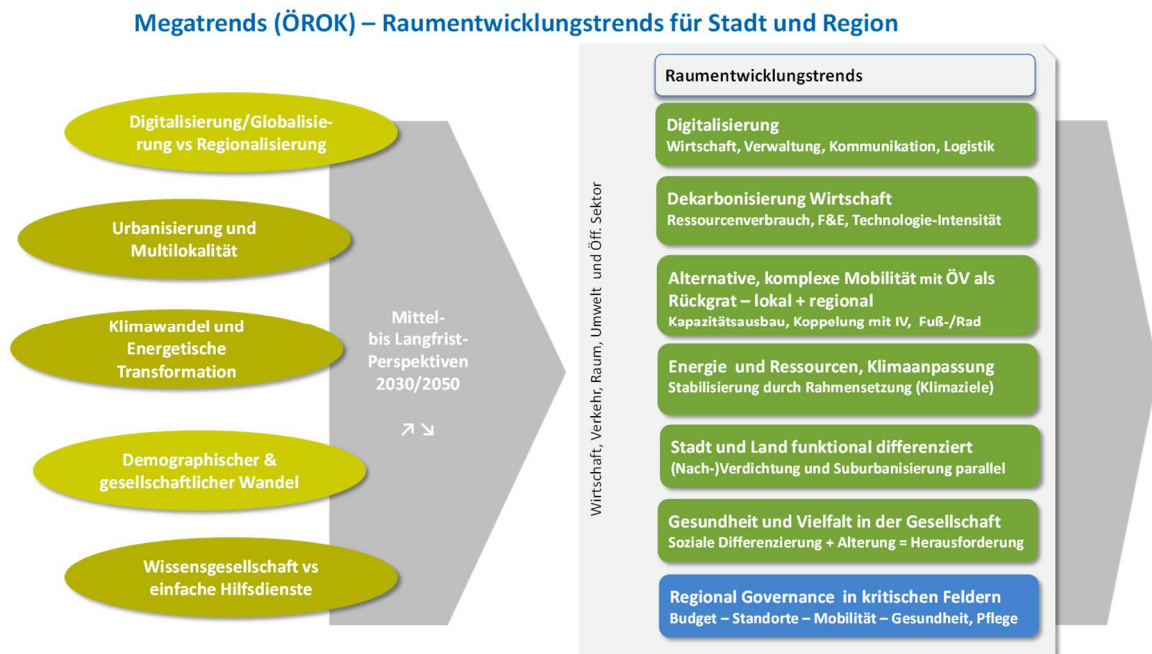 Megatrends (ÖROK) – Raumentwicklungstrends für Stadt und Region
Digitalisierung/Globalisie-
rung vs Regionalisierung
Urbanisierung und
Multilokalität
Klimawandel und
Energetische
Transformation
Demographischer &
gesellschaftlicher Wandel
Wissensgesellschaft vs
einfache Hilfsdienste
Mittel-
bis Langfrist-
Perspektiven
2030/2050
↗ ↘
Wirtschaft, Verkehr, Raum, Umwelt und Öff. Sektor
Raumentwicklungstrends
Digitalisierung
Wirtschaft, Verwaltung, Kommunikation, Logistik
Dekarbonisierung Wirtschaft
Ressourcenverbrauch, F&E, Technologie-Intensität
Alternative, komplexe Mobilität mit ÖV als
Rückgrat – lokal + regional
Kapazitätsausbau, Koppelung mit IV, Fuß-/Rad
Energie und Ressourcen, Klimaanpassung
Stabilisierung durch Rahmensetzung (Klimaziele)
Stadt und Land funktional differenziert
(Nach-)Verdichtung und Suburbanisierung parallel
Gesundheit und Vielfalt in der Gesellschaft
Soziale Differenzierung + Alterung = Herausforderung
Regional Governance in kritischen Feldern
Budget – Standorte – Mobilität – Gesundheit, Pflege